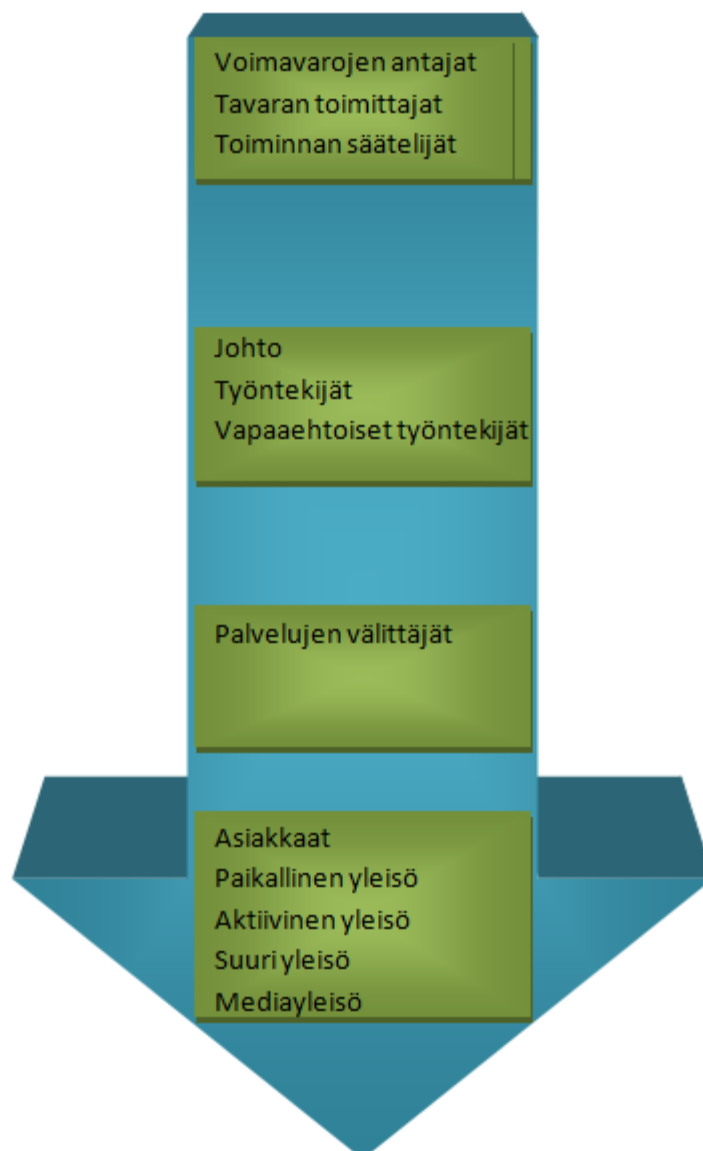 Voimavarojen antajat
Tavaran toimittajat
Toiminnan säätelijät
Johto
Työntekijät
Vapaaehtoiset työntekijät
Palvelujen välittäjät
Asiakkaat
Paikallinen yleisö
Aktiivinen yleisö
Suuri yleisö
Mediayleisö